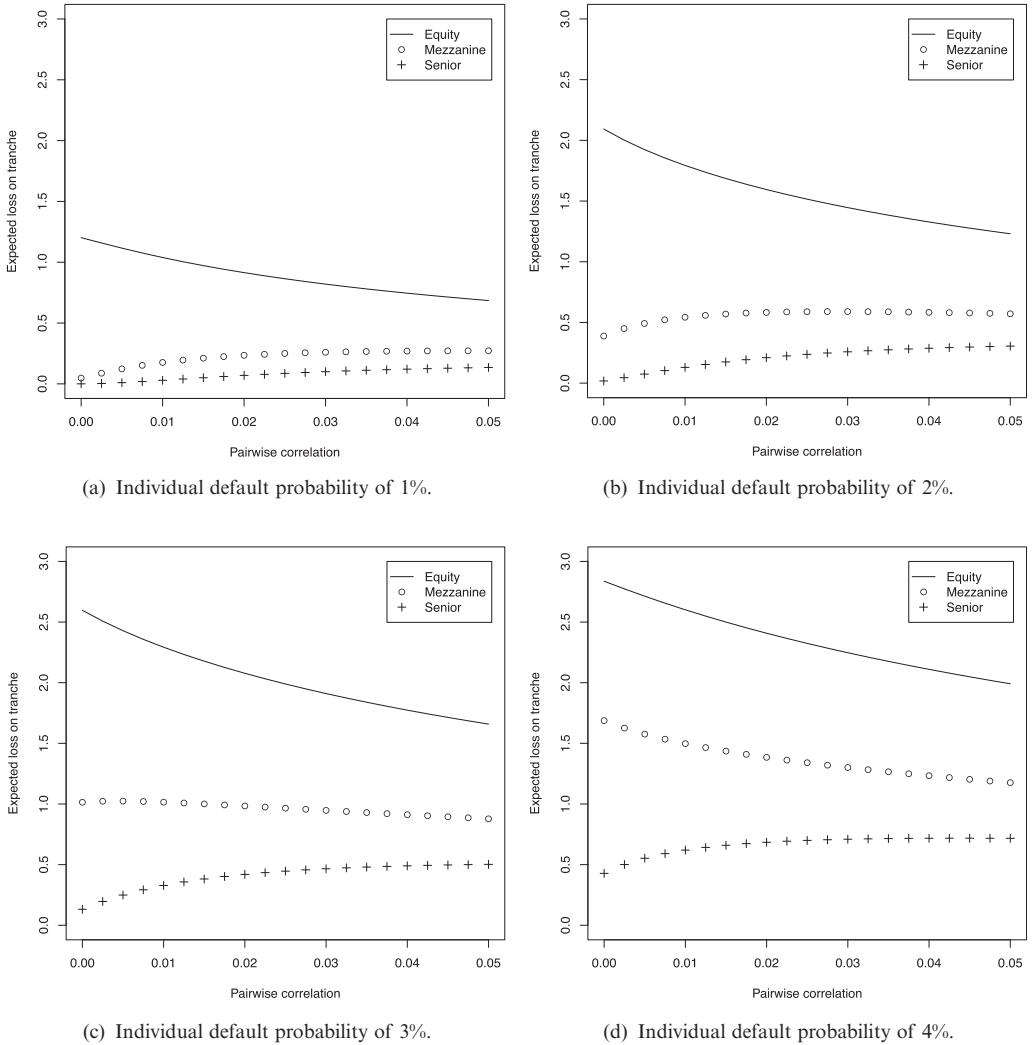 3.0
2.5
2.0
1.5
1.0
0.5
0.0
Expected loss on tranche
Equity
Mezzanine
Senior
0.00 0.01 0.02 0.03 0.04 0.05
Pairwise correlation
(a) Individual default probability of 1%.
3.0
2.5
2.0
1.5
1.0
0.5
0.0
Expected loss on tranche
Equity
Mezzanine
Senior
0.00 0.01 0.02 0.03 0.04 0.05
Pairwise correlation
(b) Individual default probability of 2%.
3.0
2.5
2.0
1.5
1.0
0.5
0.0
Expected loss on tranche
Equity
Mezzanine
Senior
0.00 0.01 0.02 0.03 0.04 0.05
Pairwise correlation
(c) Individual default probability of 3%.
3.0
2.5
2.0
1.5
1.0
0.5
0.0
Expected loss on tranche
Equity
Mezzanine
Senior
0.00 0.01 0.02 0.03 0.04 0.05
Pairwise correlation
(d) Individual default probability of 4%.